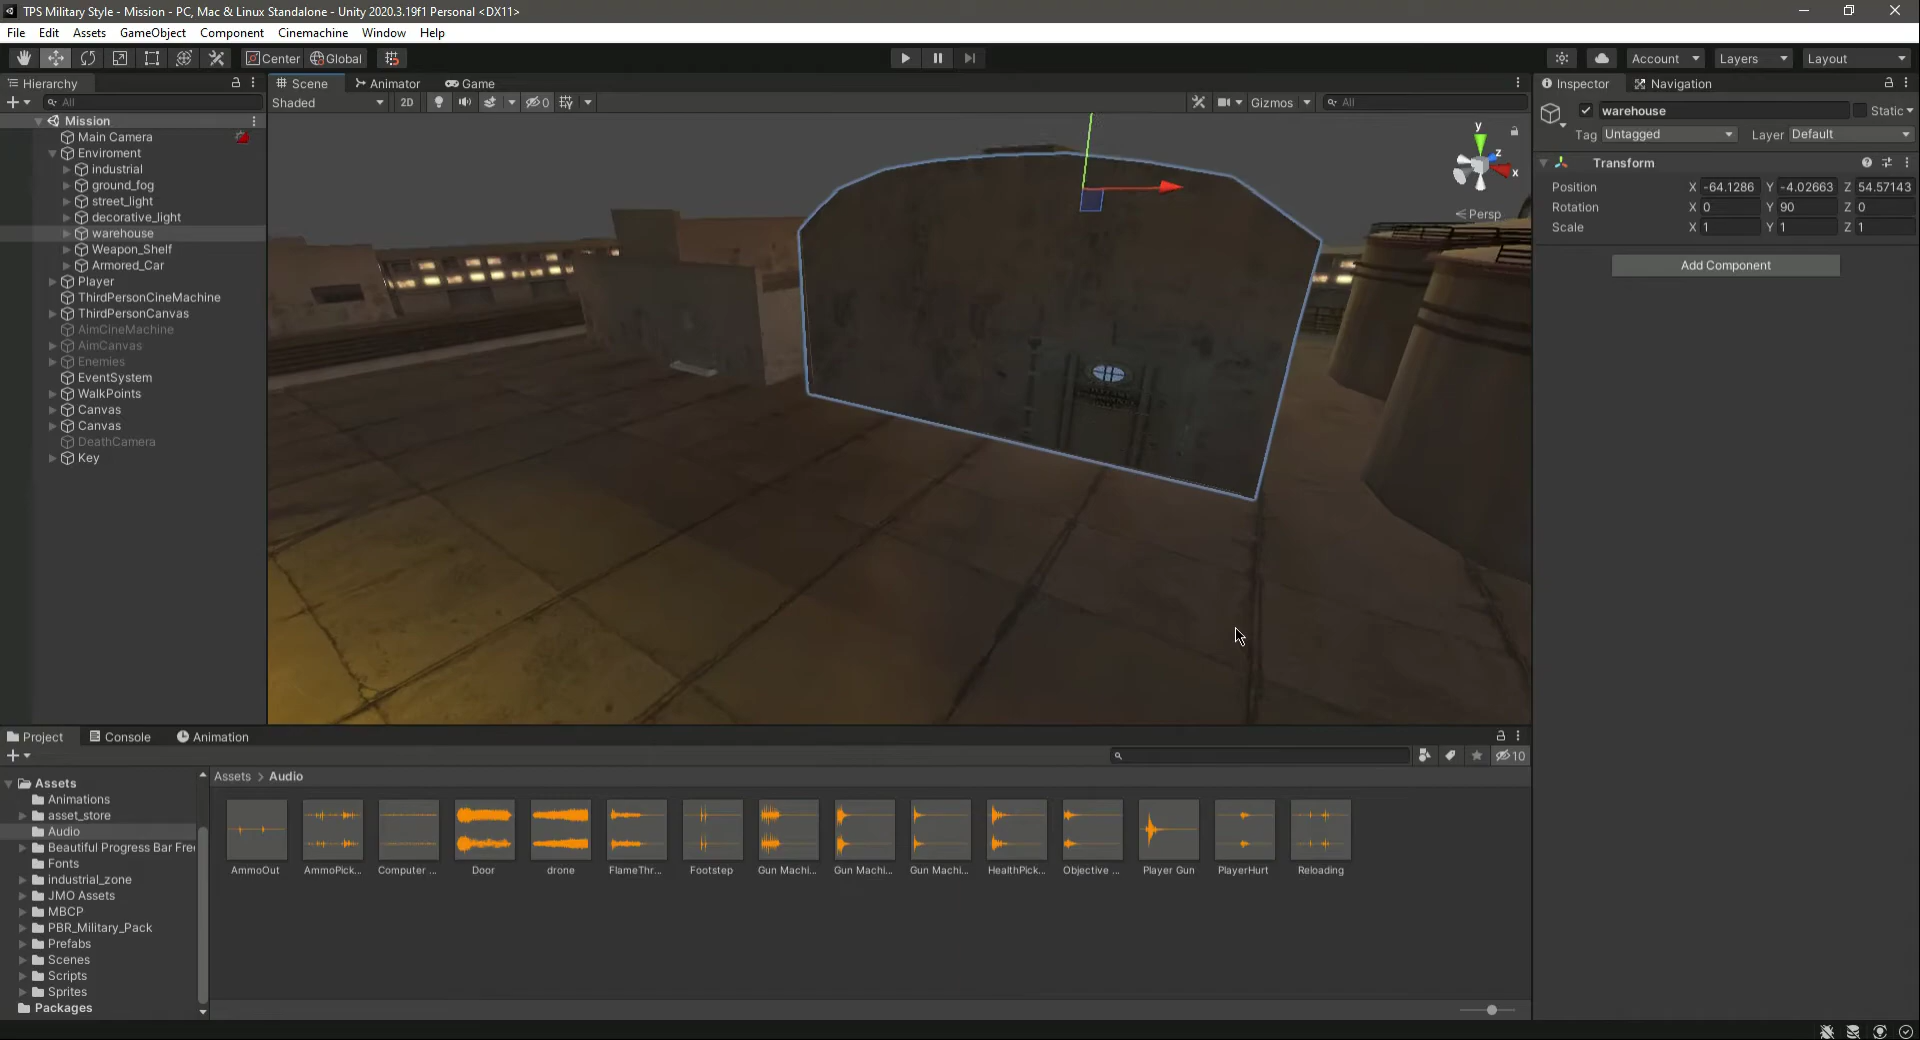 TPS Military Style - Mission - PC, Mac & Linux Standalone - Unity 2020.3.19f1 Personal <DX11>
File Edit Assets GameObject Component Cinemachine Window Help
Center Global Account Layers Layout
Hierarchy
All
Mission
Main Camera
Enviroment
industrial
ground_fog
street_light
decorative_light
warehouse
Weapon_Shelf
Armored_Car
Player
ThirdPersonCineMachine
ThirdPersonCanvas
AimCineMachine
AimCanvas
Enemies
EventSystem
WalkPoints
Canvas
Canvas
DeathCamera
Key
Scene Animator Game
Shaded 2D 0 Gizmos All
y
z
x
Persp
Inspector Navigation
warehouse Static
Tag Untagged Layer Default
Transform
Position X -64.1286 Y -4.02663 Z 54.57143
Rotation X 0 Y 90 Z 0
Scale X 1 Y 1 Z 1
Add Component
Project Console Animation
10
Assets
Animations
asset_store
Audio
Beautiful Progress Bar Free
Fonts
industrial_zone
JMO Assets
MBCP
PBR_Military_Pack
Prefabs
Scenes
Scripts
Sprites
Packages
Assets > Audio
AmmoOut AmmoPick... Computer ... Door drone FlameThr... Footstep Gun Machi... Gun Machi... Gun Machi... HealthPick... Objective ... Player Gun PlayerHurt Reloading